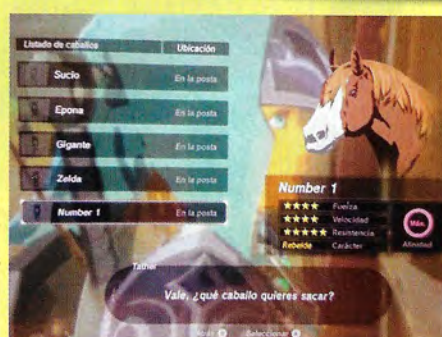 Listado de caballos Ubicación
Sucio En la posta
Epona En la posta
Gigante En la posta
Zelda En la posta
Number 1 En la posta
Number 1
★★★★ Fuerza
★★★★ Velocidad
★★★★★ Resistencia
Rebelde Carácter
Máx.
Afinidad
Tather
Vale, ¿qué caballo quieres sacar?
Atrás Seleccionar